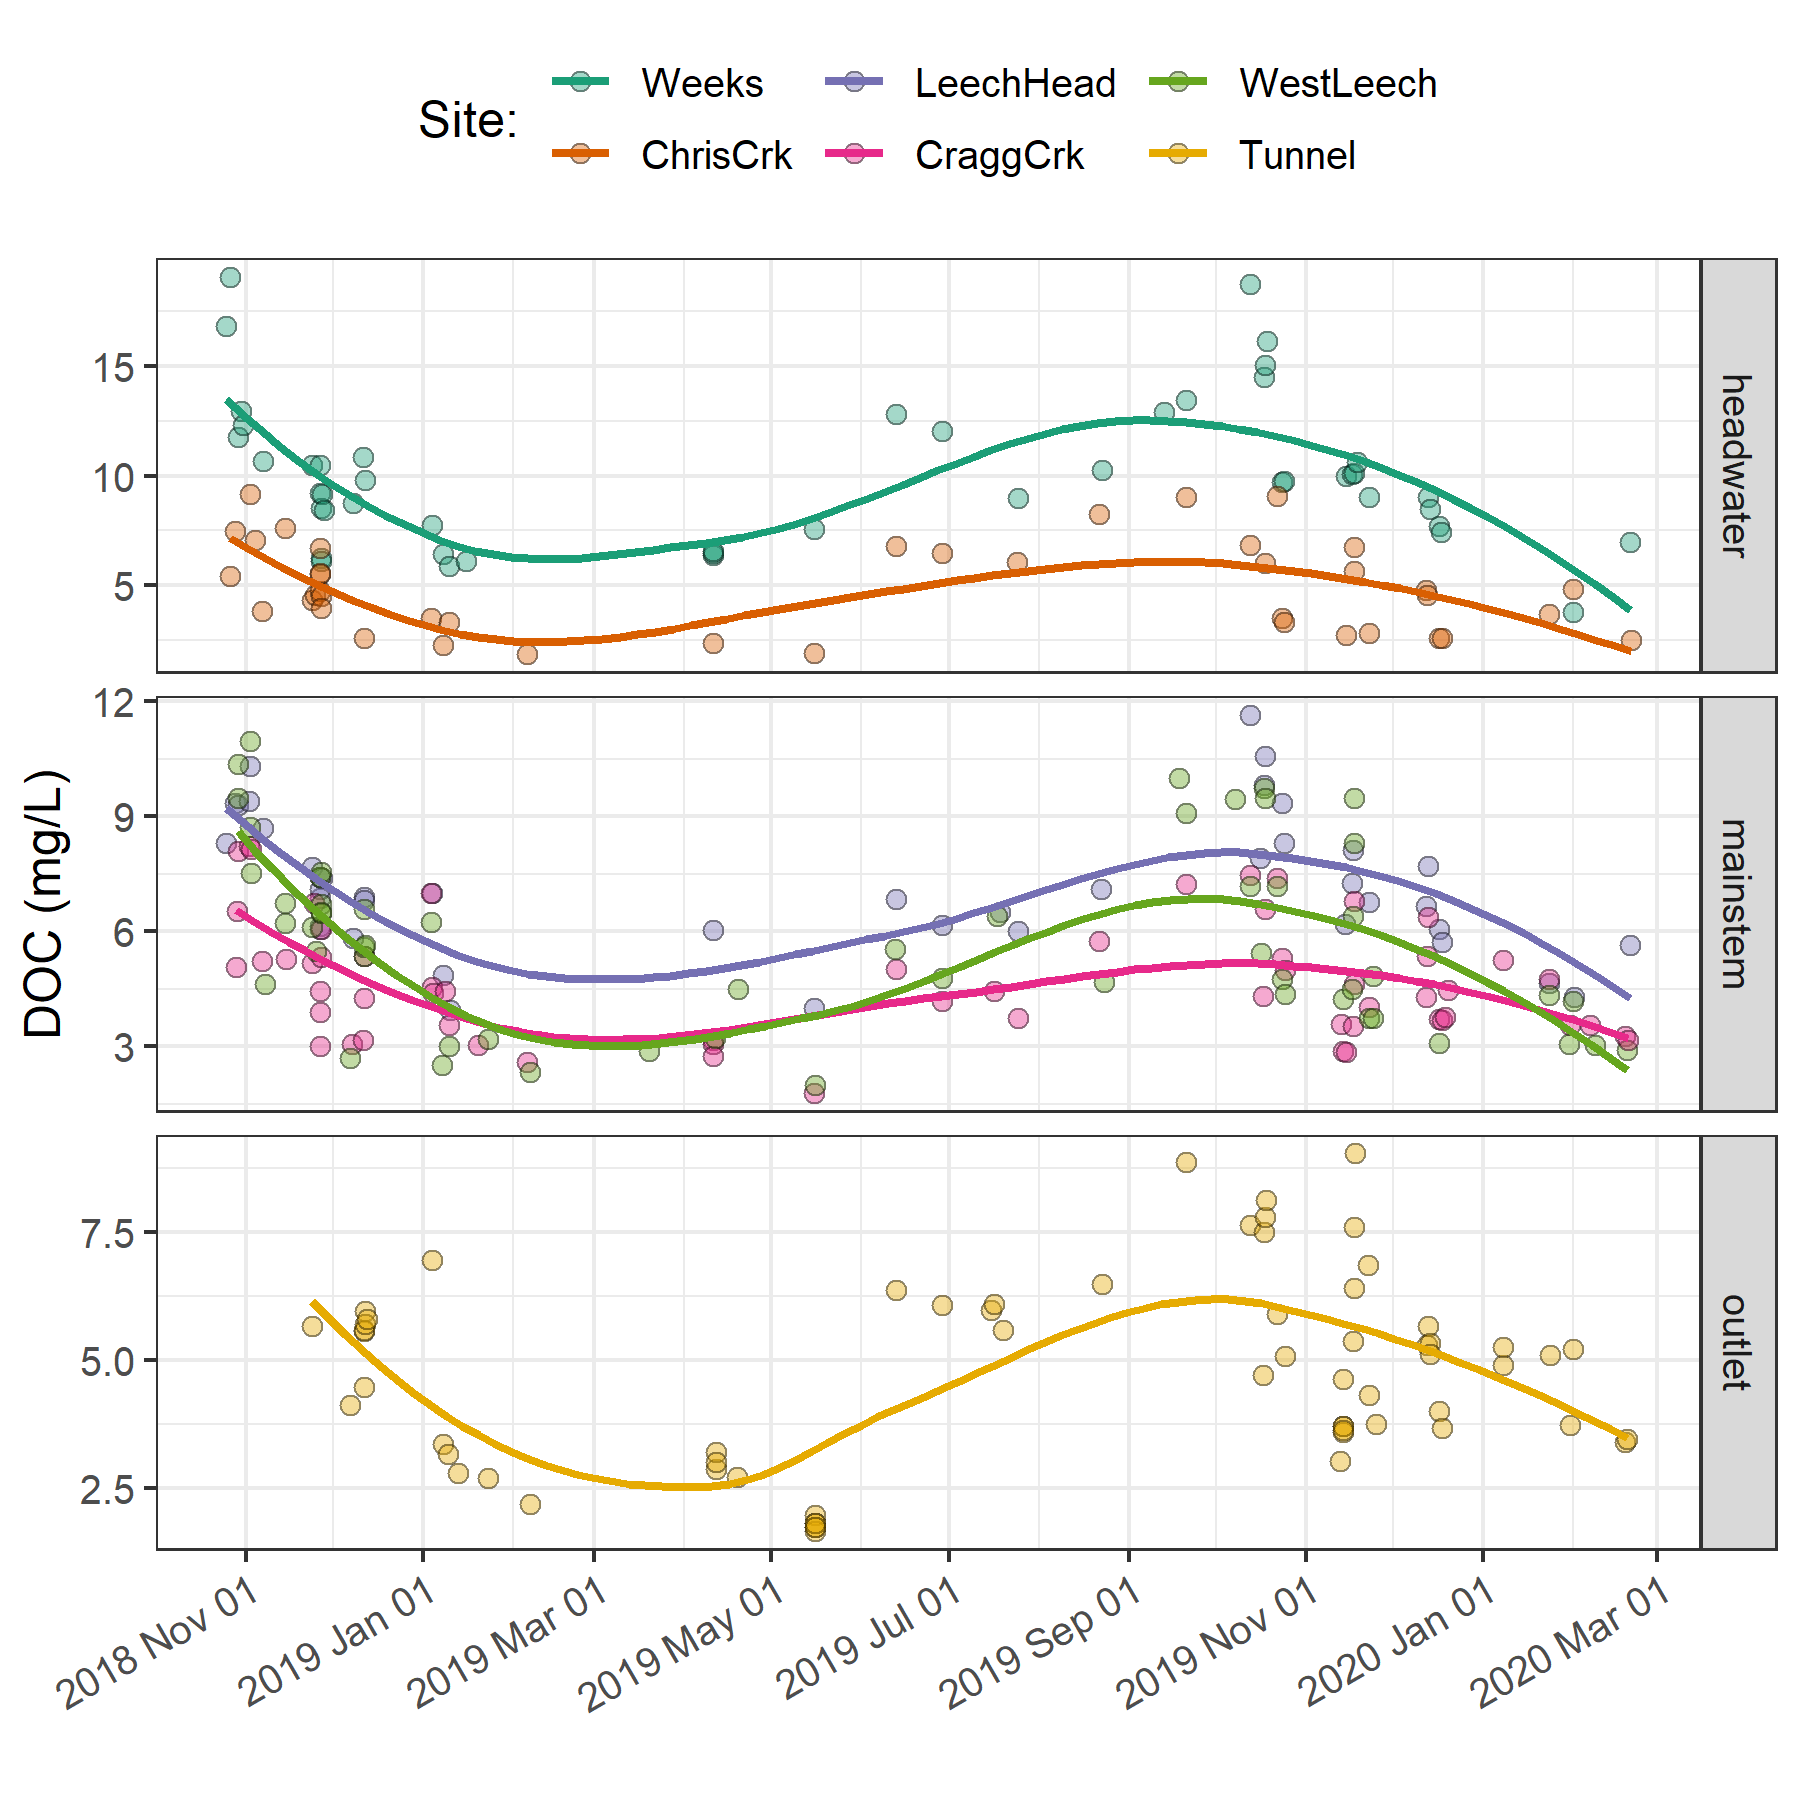 Site:
Weeks
LeechHead
WestLeech
ChrisCrk
CraggCrk
Tunnel
DOC (mg/L)
15
10
5
headwater
12
9
6
3
mainstem
7.5
5.0
2.5
outlet
2018 Nov 01
2019 Jan 01
2019 Mar 01
2019 May 01
2019 Jul 01
2019 Sep 01
2019 Nov 01
2020 Jan 01
2020 Mar 01